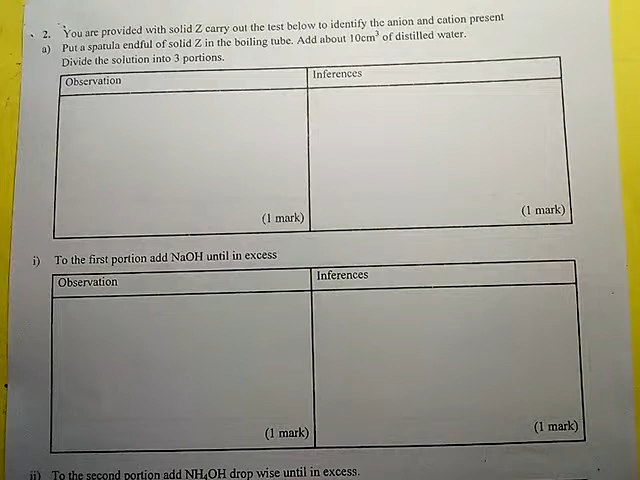 2. You are provided with solid Z carry out the test below to identify the anion and cation present
a) Put a spatula endful of solid Z in the boiling tube. Add about 10cm³ of distilled water.
Divide the solution into 3 portions.
Observation Inferences
(1 mark) (1 mark)
i) To the first portion add NaOH until in excess
Observation Inferences
(1 mark) (1 mark)
ii) To the second portion add NH₄OH drop wise until in excess.